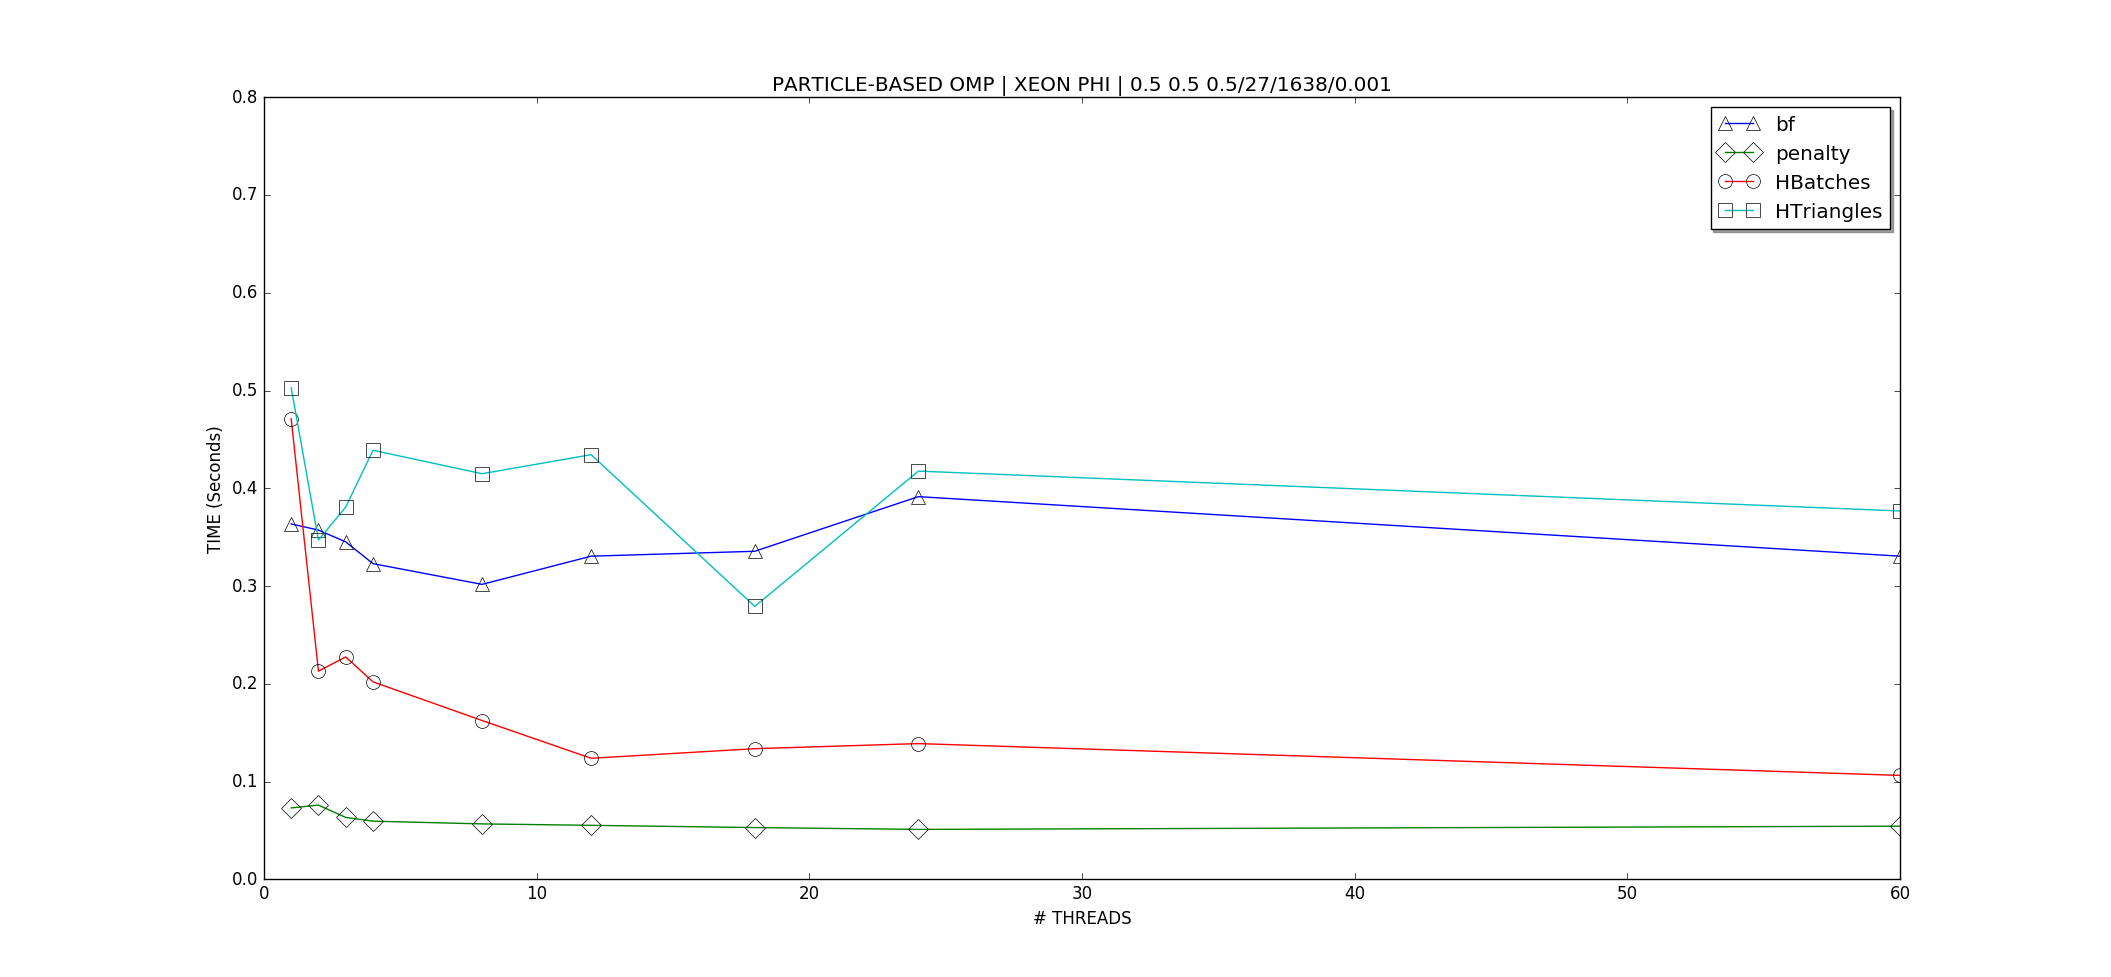 PARTICLE-BASED OMP | XEON PHI | 0.5 0.5 0.5/27/1638/0.001
bf
penalty
HBatches
HTriangles
TIME (Seconds)
0.8
0.7
0.6
0.5
0.4
0.3
0.2
0.1
0.0
0 10 20 30 40 50 60
# THREADS